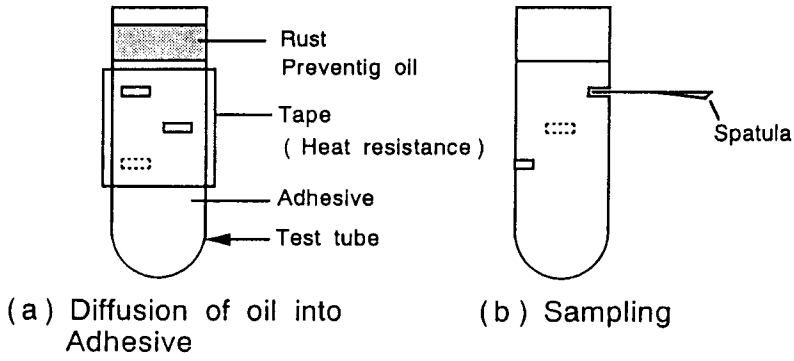 Rust
Preventig oil
Tape
( Heat resistance )
Adhesive
Test tube
Spatula
(a) Diffusion of oil into
Adhesive
(b) Sampling